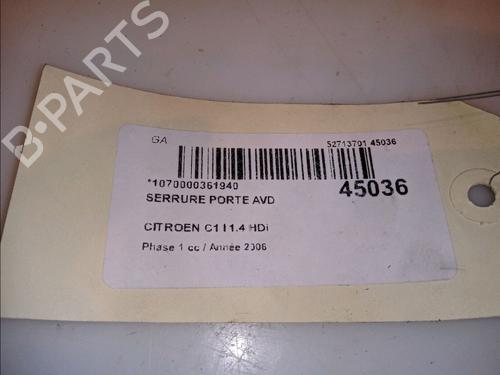 B-PARTS
GA
52713701 45036
*1070000361940
45036
SERRURE PORTE AVD
CITROEN C1 I 1.4 HDi
Phase 1 cc / Année 2006